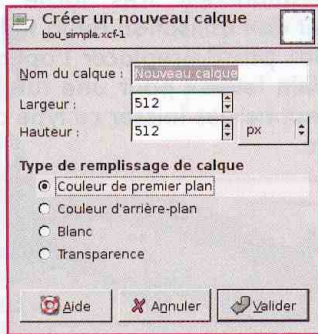 Créer un nouveau calque
bou_simple.xcf-1
Nom du calque : Nouveau calque
Largeur : 512
Hauteur : 512 px
Type de remplissage de calque
Couleur de premier plan
Couleur d'arrière-plan
Blanc
Transparence
Aide Annuler Valider